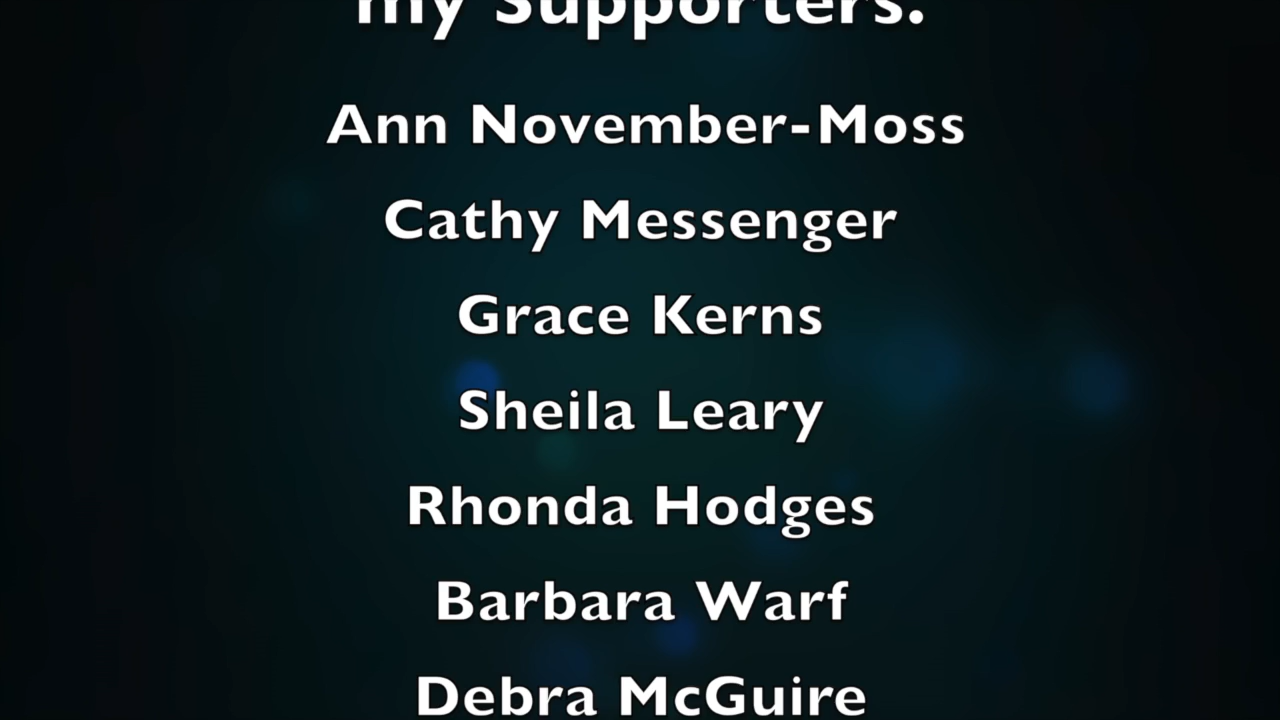 my Supporters.
Ann November-Moss
Cathy Messenger
Grace Kerns
Sheila Leary
Rhonda Hodges
Barbara Warf
Debra McGuire